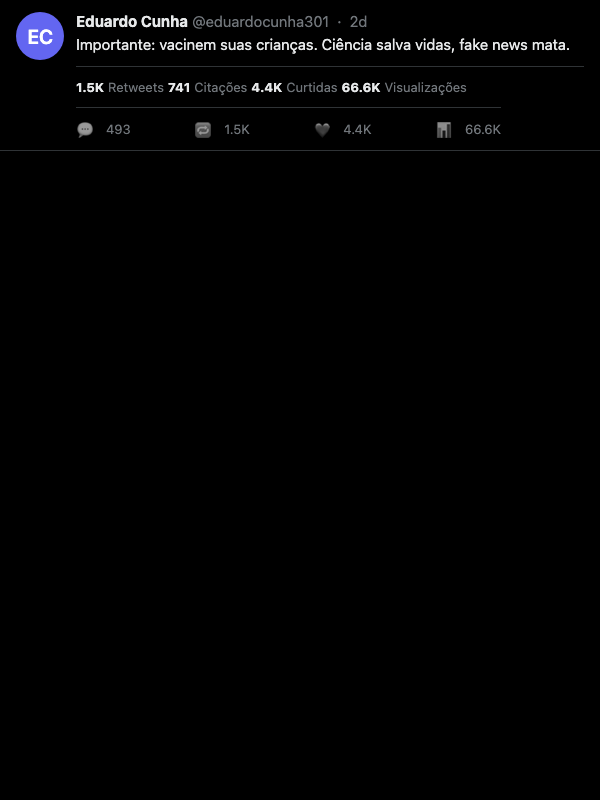 EC
Eduardo Cunha @eduardocunha301 · 2d
Importante: vacinem suas crianças. Ciência salva vidas, fake news mata.
1.5K Retweets 741 Citações 4.4K Curtidas 66.6K Visualizações
493 1.5K 4.4K 66.6K